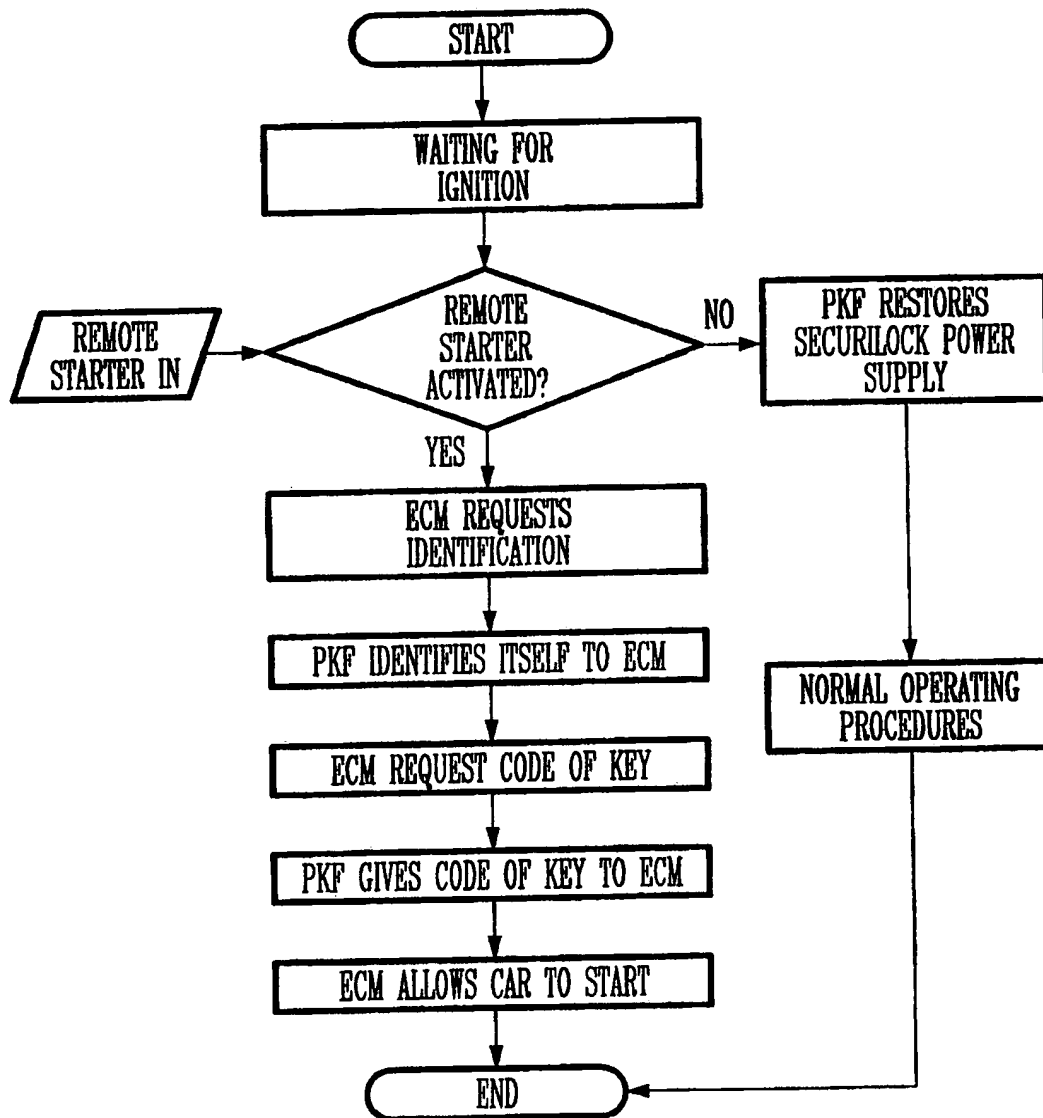 START
WAITING FOR
IGNITION
REMOTE
STARTER IN
REMOTE
STARTER
ACTIVATED?
NO
PKF RESTORES
SECURILOCK POWER
SUPPLY
YES
ECM REQUESTS
IDENTIFICATION
PKF IDENTIFIES ITSELF TO ECM
NORMAL OPERATING
PROCEDURES
ECM REQUEST CODE OF KEY
PKF GIVES CODE OF KEY TO ECM
ECM ALLOWS CAR TO START
END